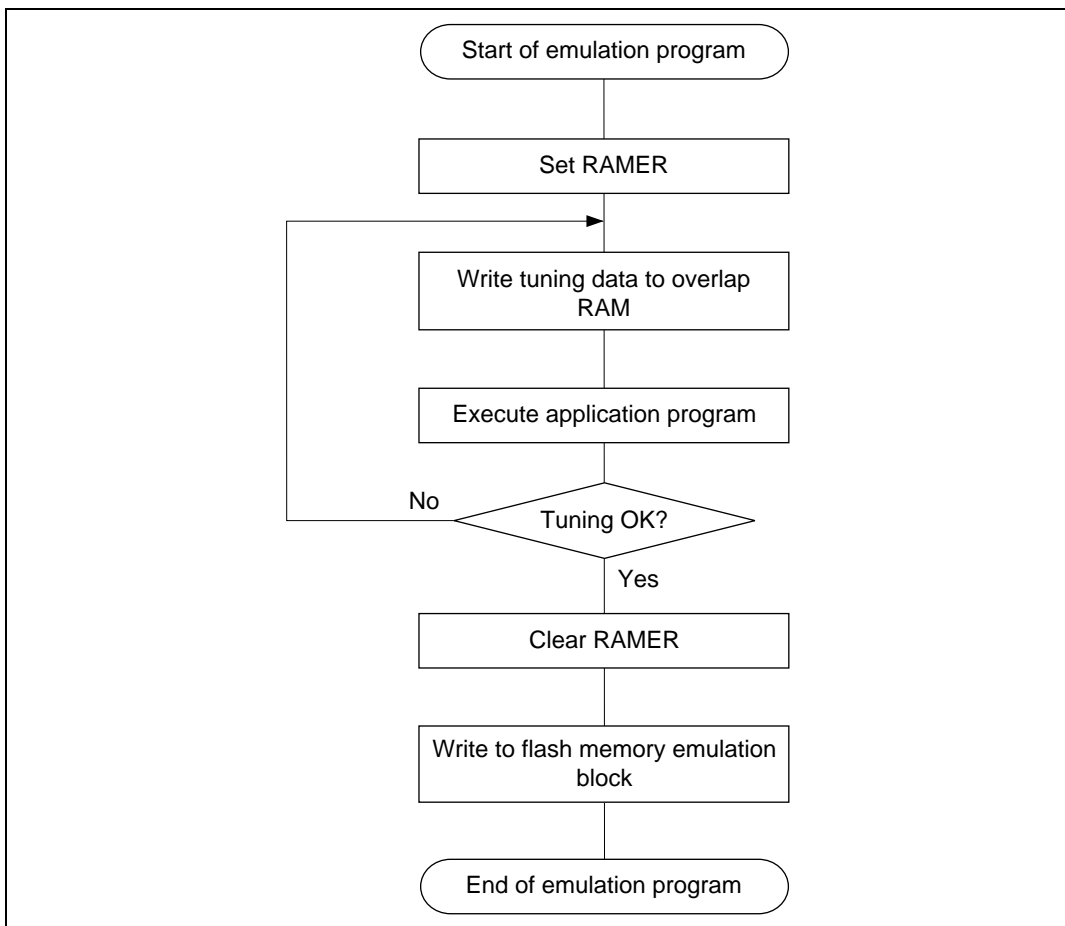 Start of emulation program
Set RAMER
Write tuning data to overlap
RAM
Execute application program
No
Tuning OK?
Yes
Clear RAMER
Write to flash memory emulation
block
End of emulation program